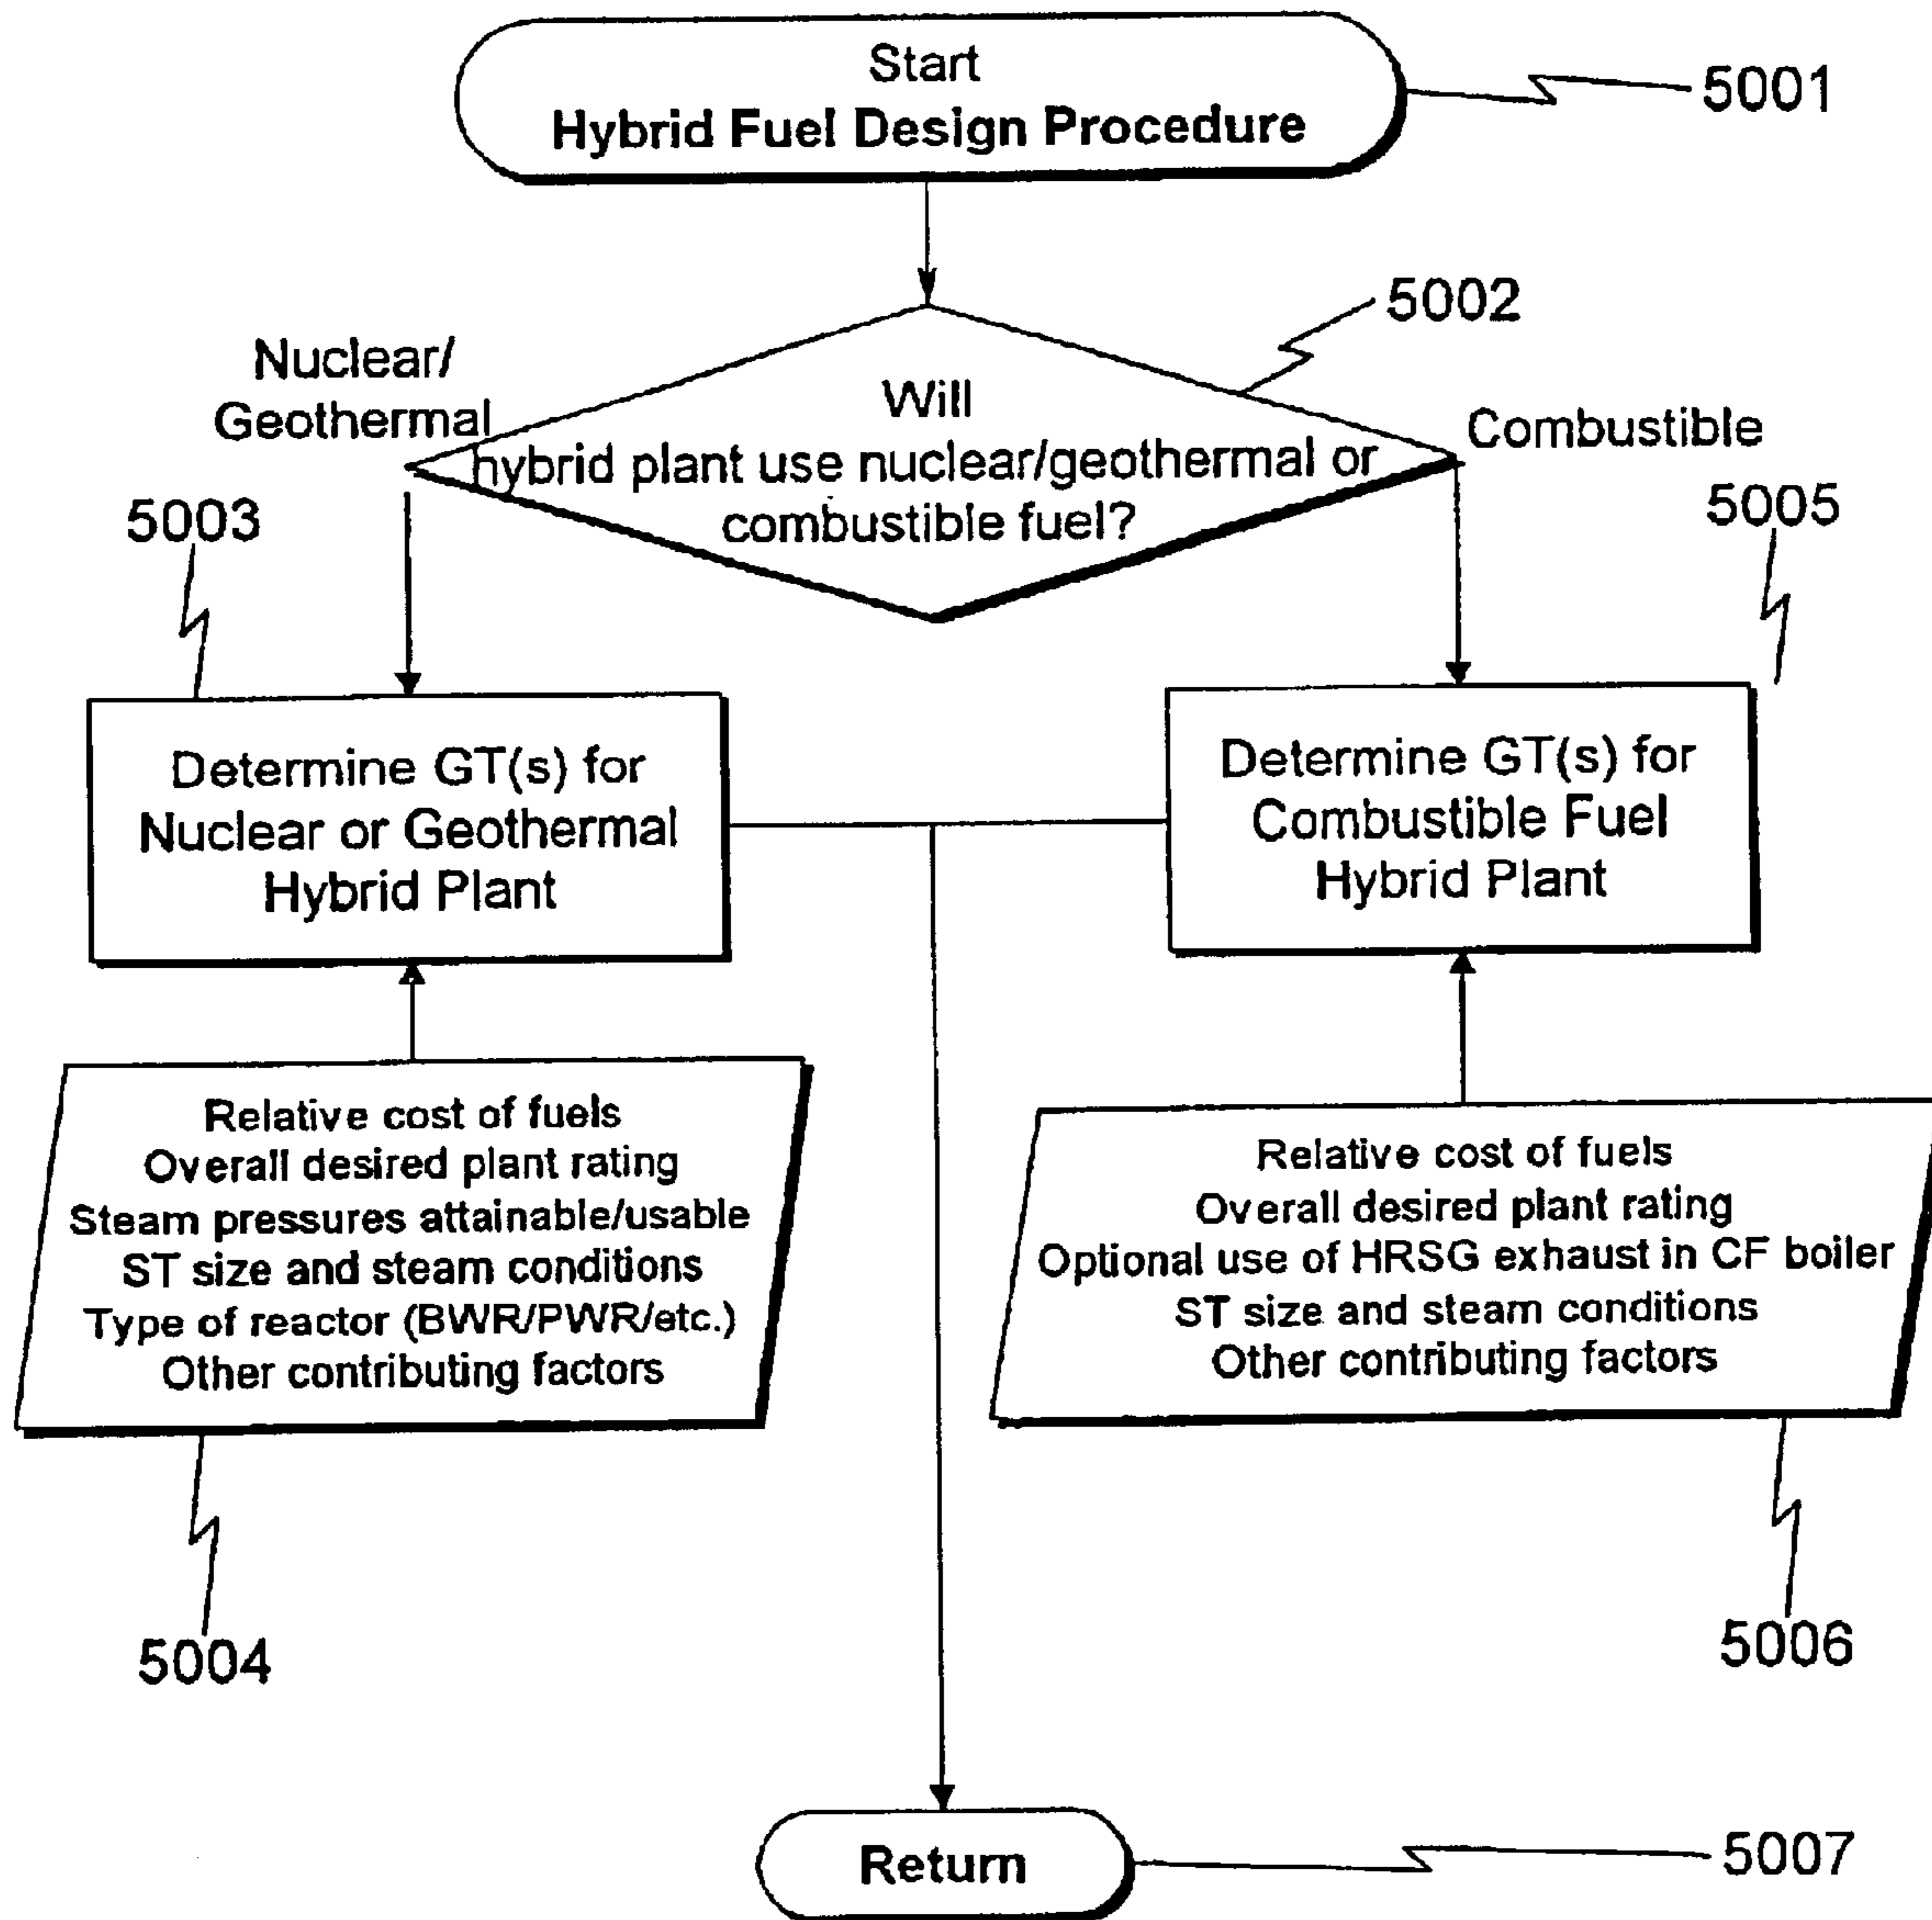 Start
Hybrid Fuel Design Procedure
5001
5002
Nuclear/
Geothermal
Will
hybrid plant use nuclear/geothermal or
combustible fuel?
Combustible
5003
5005
Determine GT(s) for
Nuclear or Geothermal
Hybrid Plant
Determine GT(s) for
Combustible Fuel
Hybrid Plant
Relative cost of fuels
Overall desired plant rating
Steam pressures attainable/usable
ST size and steam conditions
Type of reactor (BWR/PWR/etc.)
Other contributing factors
Relative cost of fuels
Overall desired plant rating
Optional use of HRSG exhaust in CF boiler
ST size and steam conditions
Other contributing factors
5004
5006
Return
5007